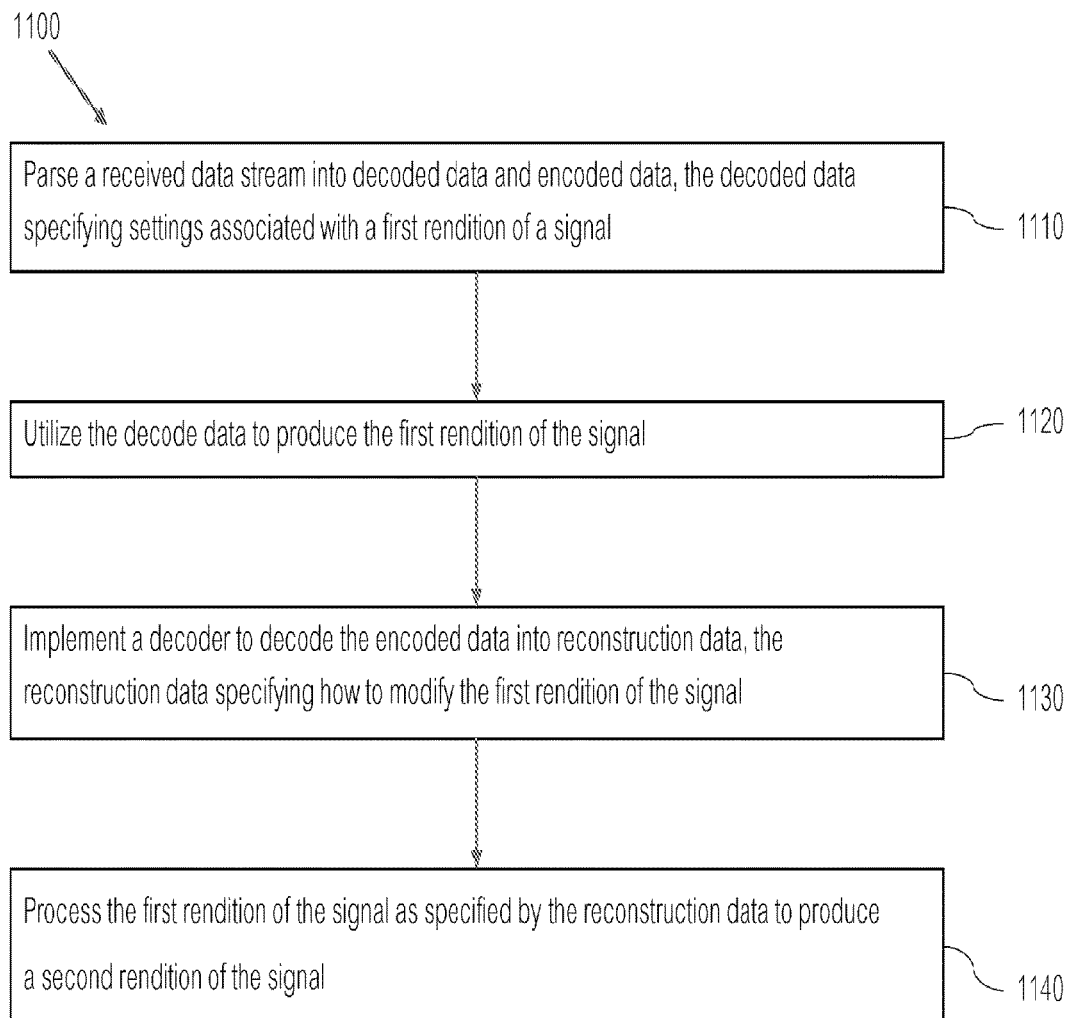 1100
Parse a received data stream into decoded data and encoded data, the decoded data
specifying settings associated with a first rendition of a signal
1110
Utilize the decode data to produce the first rendition of the signal
1120
Implement a decoder to decode the encoded data into reconstruction data, the
reconstruction data specifying how to modify the first rendition of the signal
1130
Process the first rendition of the signal as specified by the reconstruction data to produce
a second rendition of the signal
1140